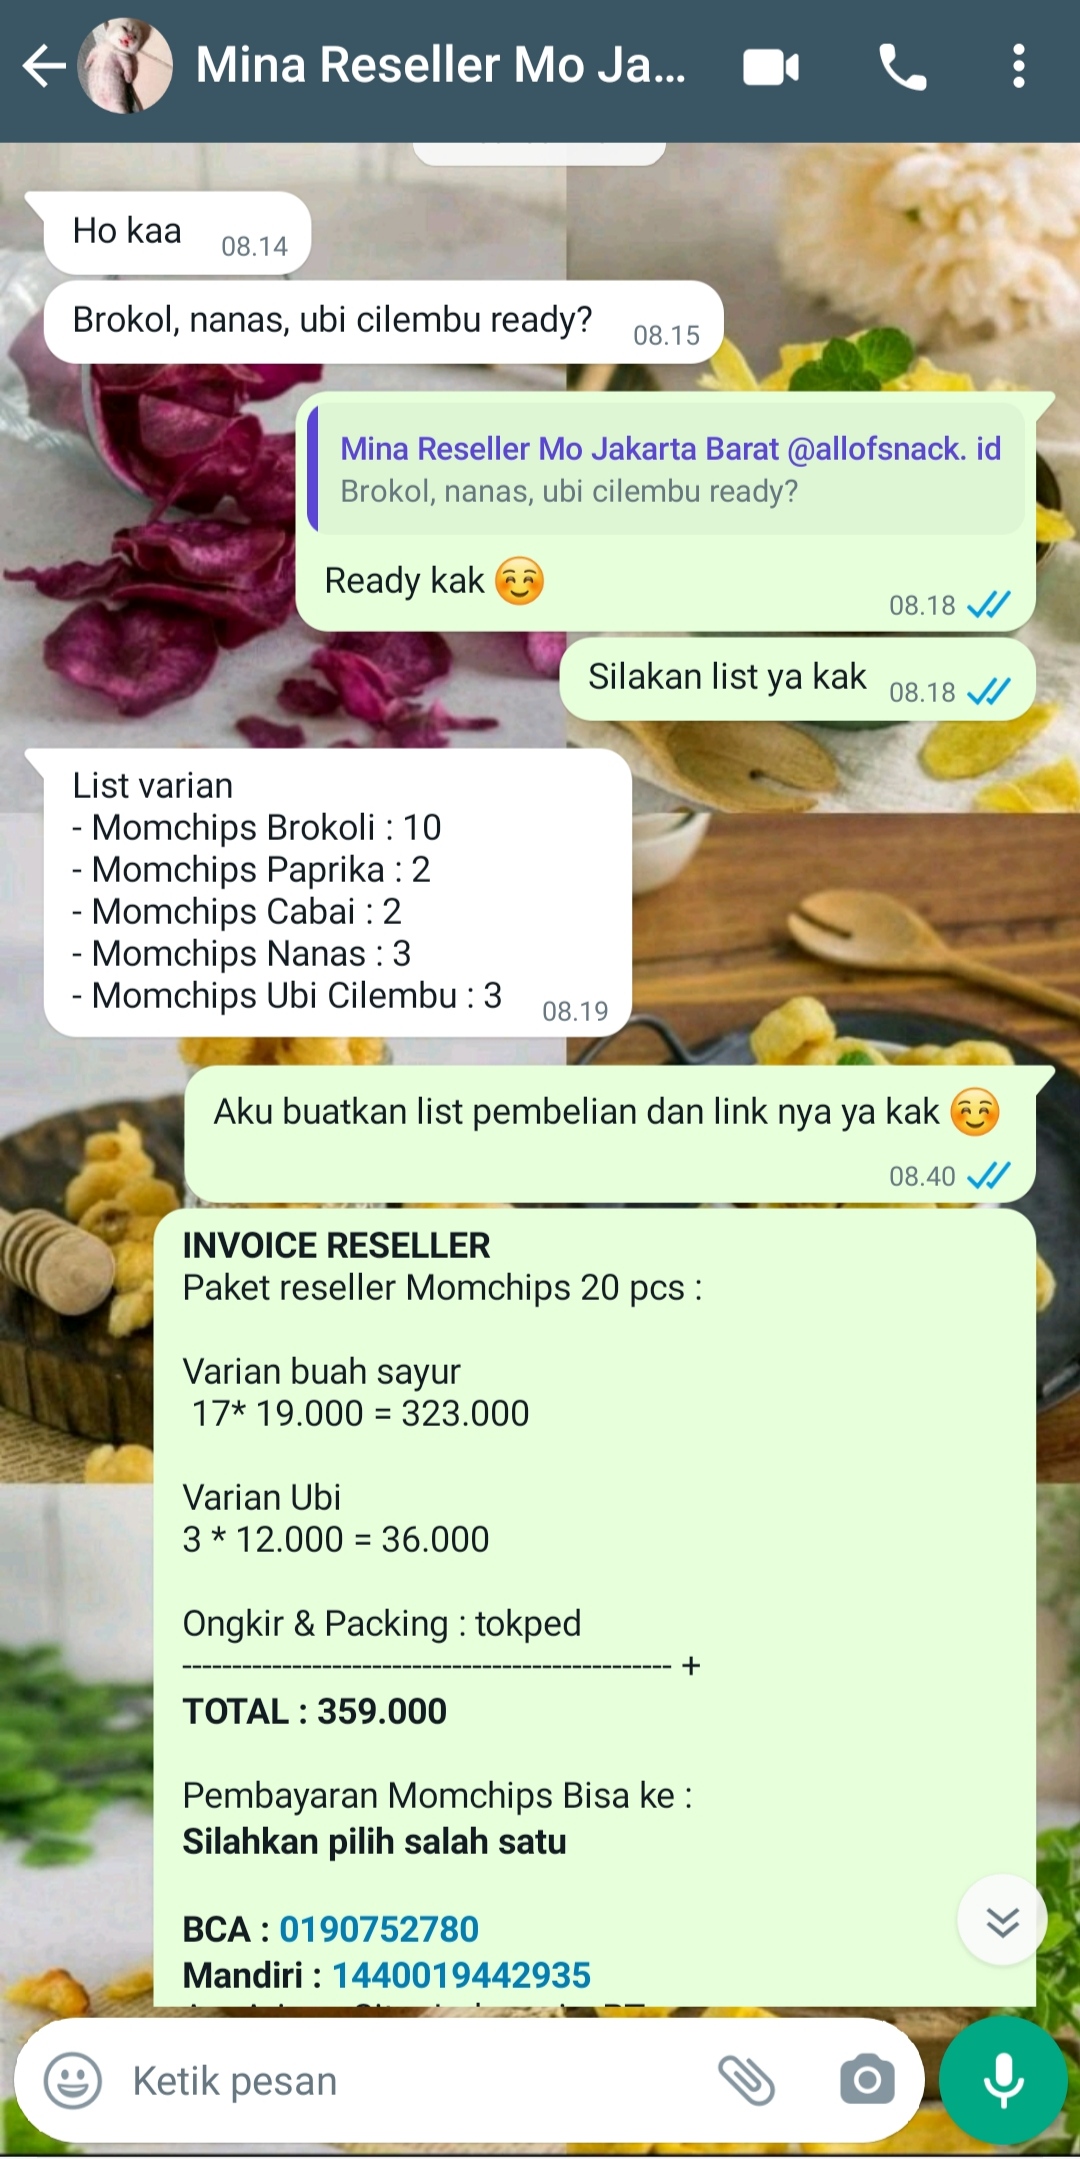 Mina Reseller Mo Ja...
Ho kaa 08.14
Brokol, nanas, ubi cilembu ready? 08.15
Mina Reseller Mo Jakarta Barat @allofsnack. id
Brokol, nanas, ubi cilembu ready?
Ready kak ☺️
08.18
Silakan list ya kak 08.18
List varian
- Momchips Brokoli : 10
- Momchips Paprika : 2
- Momchips Cabai : 2
- Momchips Nanas : 3
- Momchips Ubi Cilembu : 3 08.19
Aku buatkan list pembelian dan link nya ya kak ☺️
08.40
INVOICE RESELLER
Paket reseller Momchips 20 pcs :
Varian buah sayur
17* 19.000 = 323.000
Varian Ubi
3 * 12.000 = 36.000
Ongkir & Packing : tokped
------------------------------------------------- +
TOTAL : 359.000
Pembayaran Momchips Bisa ke :
Silahkan pilih salah satu
BCA : 0190752780
Mandiri : 1440019442935
Ketik pesan